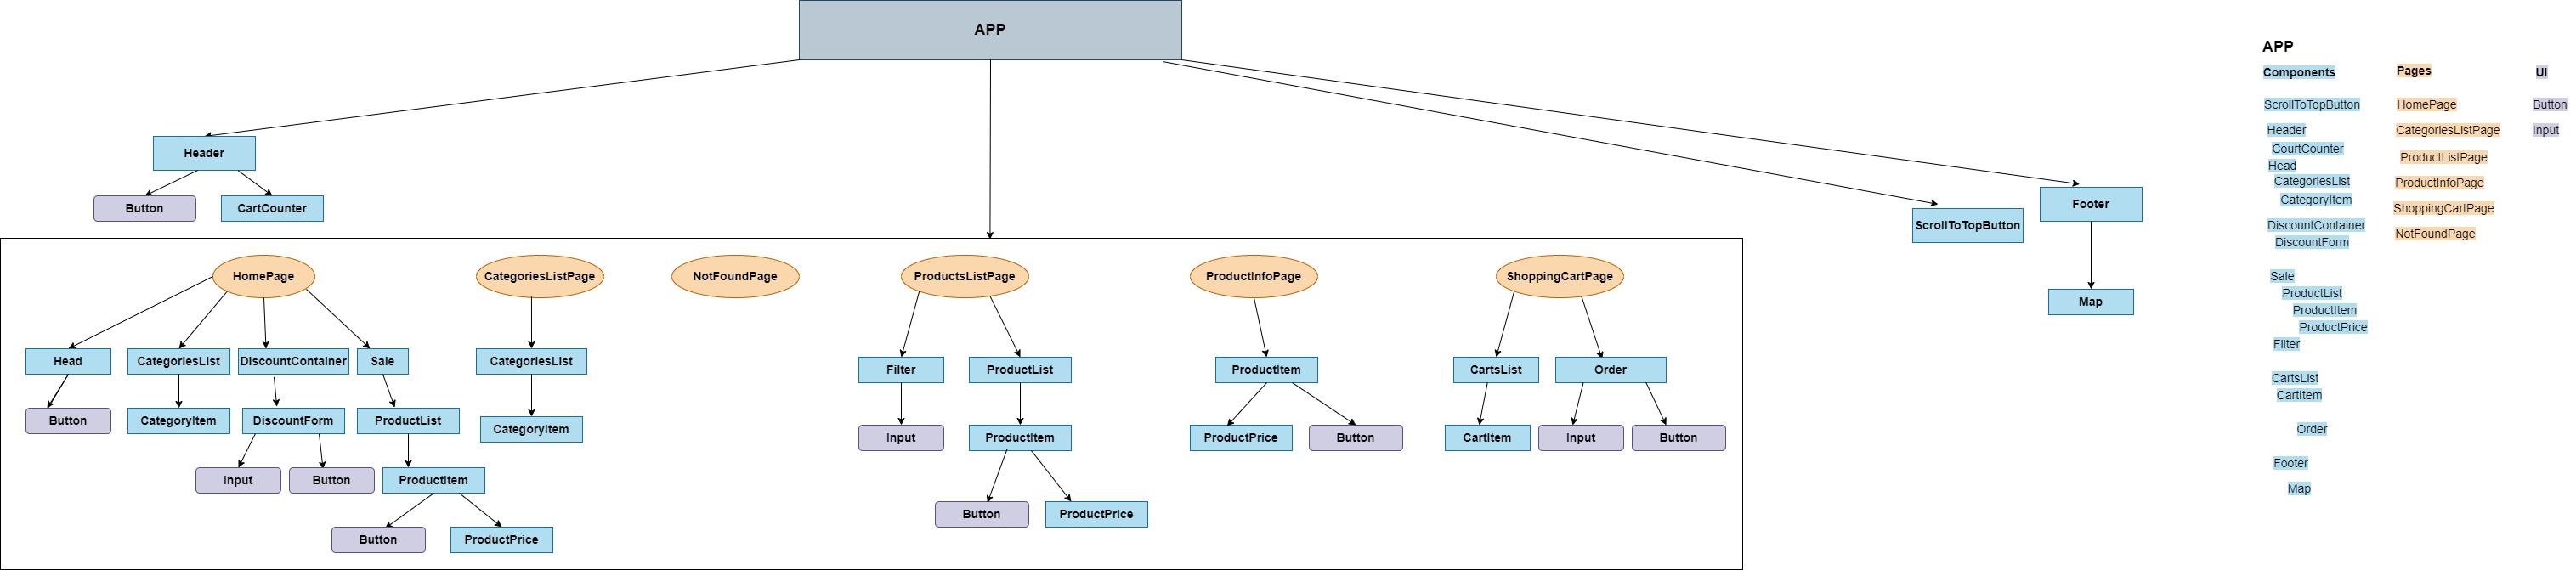 APP
Header
Button
CartCounter
ScrollToTopButton
Footer
Map
HomePage
CategoriesListPage
NotFoundPage
ProductsListPage
ProductInfoPage
ShoppingCartPage
Head
CategoriesList
DiscountContainer
Sale
CategoriesList
Filter
ProductList
ProductItem
CartsList
Order
Button
CategoryItem
DiscountForm
ProductList
CategoryItem
Input
ProductItem
ProductPrice
Button
CartItem
Input
Button
Input
Button
ProductItem
Button
ProductPrice
Button
ProductPrice
APP
Components
ScrollToTopButton
Header
CourtCounter
Head
CategoriesList
CategoryItem
DiscountContainer
DiscountForm
Sale
ProductList
ProductItem
ProductPrice
Filter
CartsList
CartItem
Order
Footer
Map
Pages
HomePage
CategoriesListPage
ProductListPage
ProductInfoPage
ShoppingCartPage
NotFoundPage
UI
Button
Input